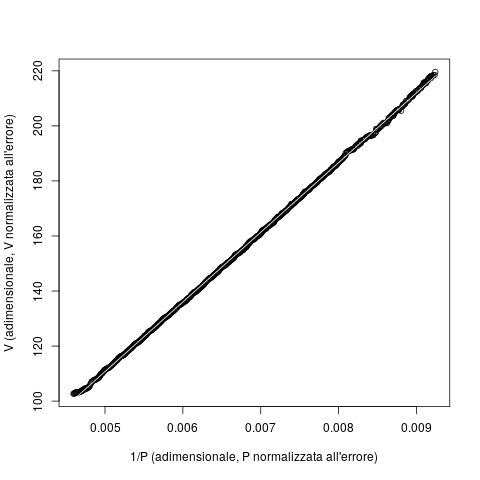 V (adimensionale, V normalizzata all'errore)
220
200
180
160
140
120
100
0.005 0.006 0.007 0.008 0.009
1/P (adimensionale, P normalizzata all'errore)